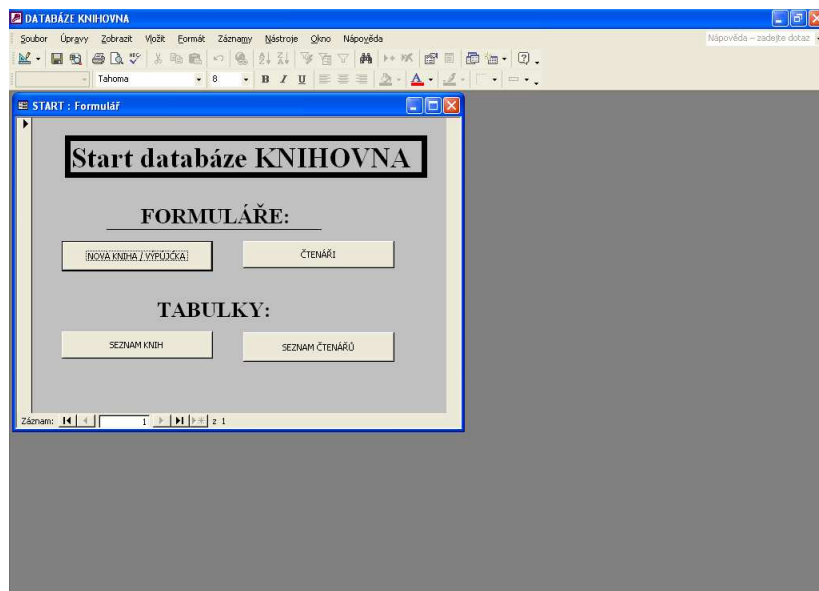 DATABÁZE KNIHOVNA
Soubor Úpravy Zobrazit Vložit Formát Záznamy Nástroje Okno Nápověda
Nápověda – zadejte dotaz
Tahoma 8 B I U
START : Formulář
Start databáze KNIHOVNA
FORMULÁŘE:
NOVA KNIHA / VÝPŮJČKA ČTENÁŘI
TABULKY:
SEZNAM KNIH SEZNAM ČTENÁŘŮ
Záznam: 1 z 1